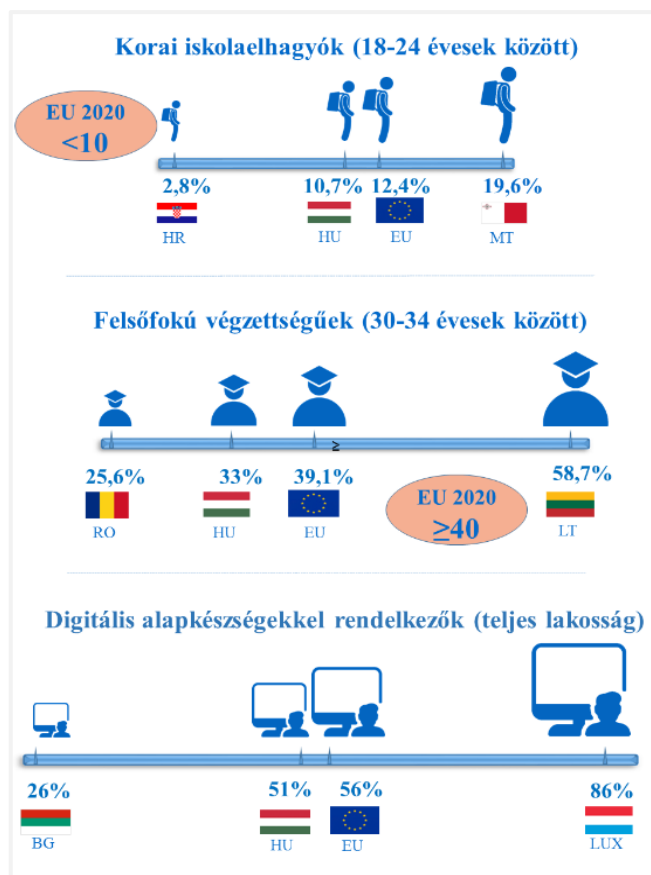 Korai iskolaelhagyók (18-24 évesek között)
EU 2020
<10
2,8% 10,7% 12,4% 19,6%
HR HU EU MT
Felsőfokú végzettségűek (30-34 évesek között)
≥
25,6% 33% 39,1% 58,7%
EU 2020
≥40
RO HU EU LT
Digitális alapkészségekkel rendelkezők (teljes lakosság)
26% 51% 56% 86%
BG HU EU LUX